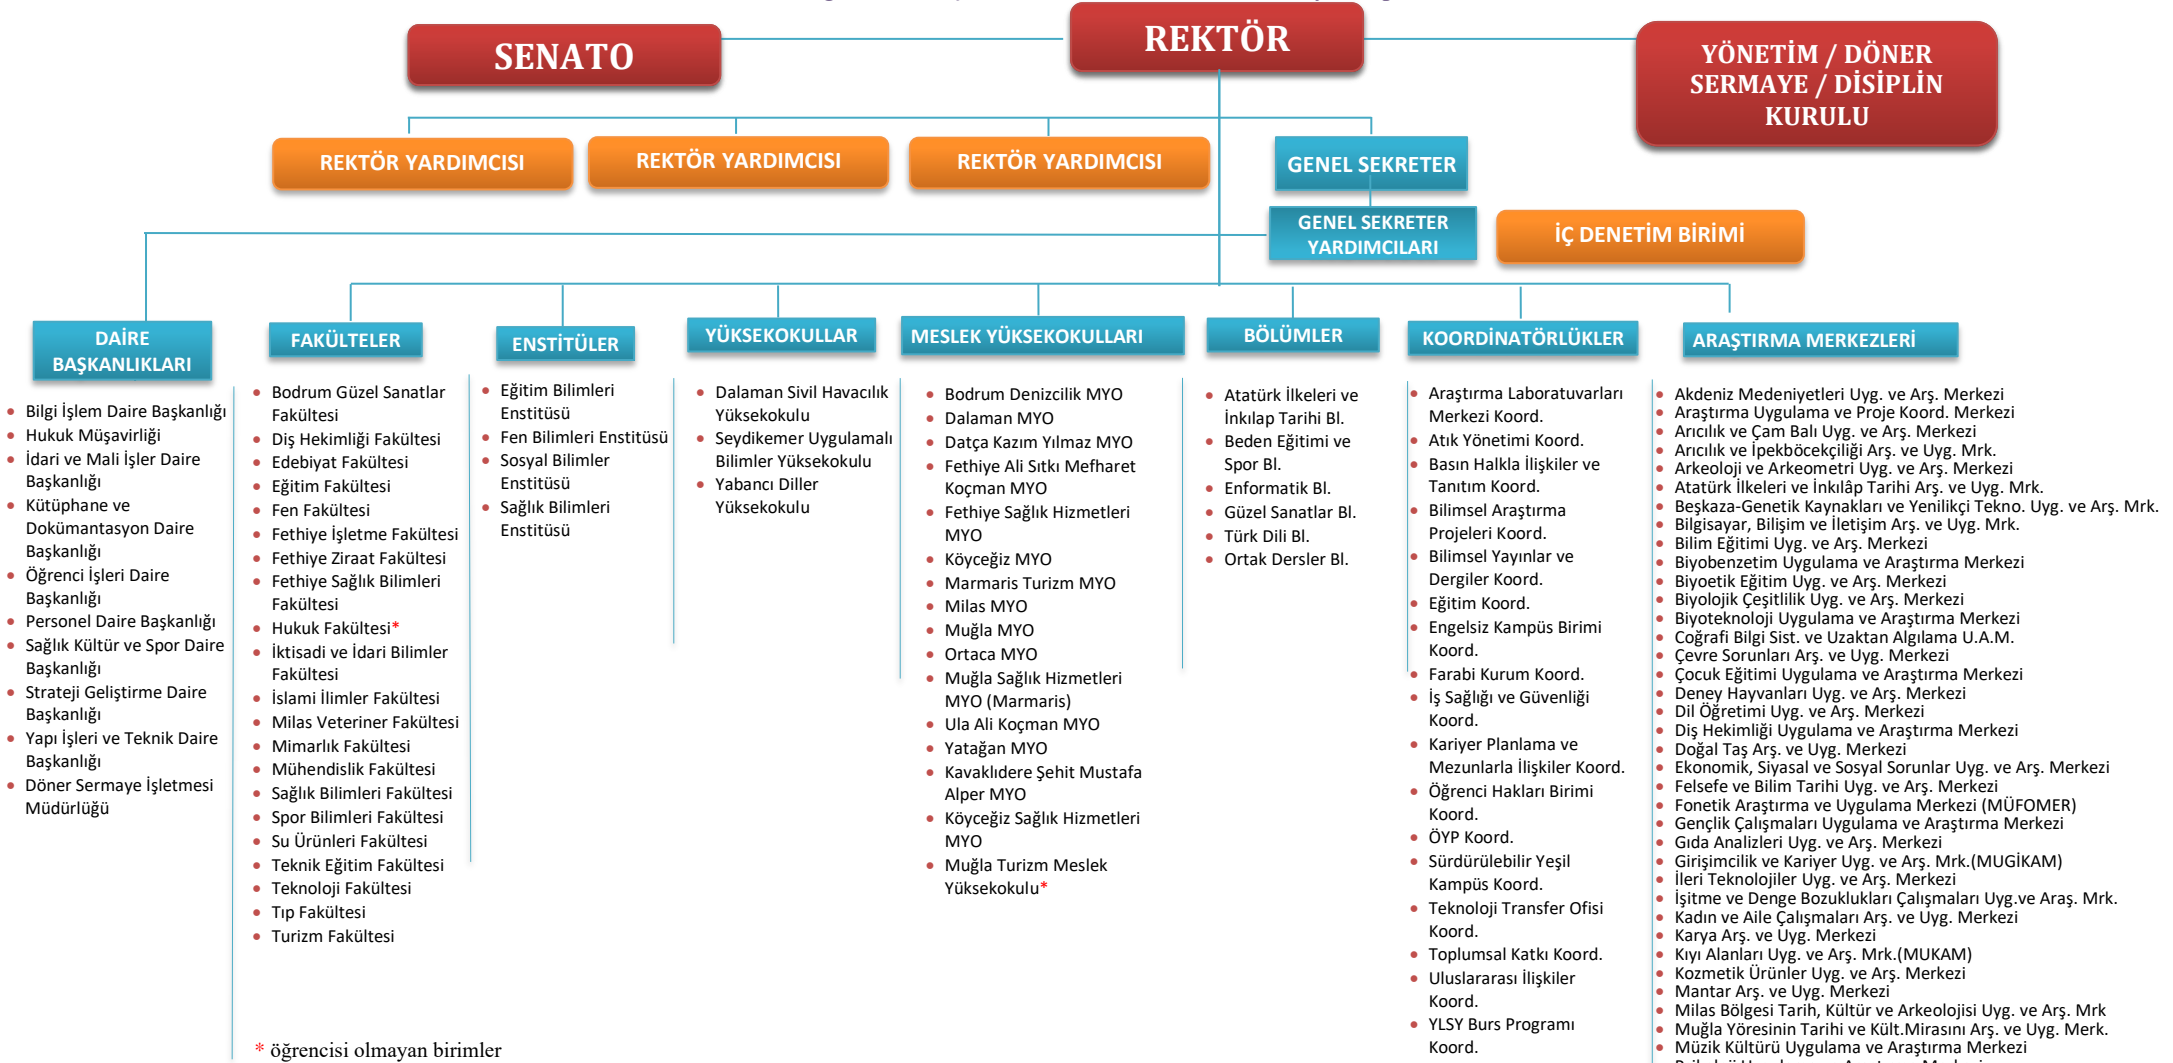 SENATO
REKTÖR
YÖNETİM / DÖNER
SERMAYE / DİSİPLİN
KURULU
REKTÖR YARDIMCISI
REKTÖR YARDIMCISI
REKTÖR YARDIMCISI
GENEL SEKRETER
GENEL SEKRETER
YARDIMCILARI
İÇ DENETİM BİRİMİ
DAİRE
BAŞKANLIKLARI
• Bilgi İşlem Daire Başkanlığı
• Hukuk Müşavirliği
• İdari ve Mali İşler Daire
Başkanlığı
• Kütüphane ve
Dokümantasyon Daire
Başkanlığı
• Öğrenci İşleri Daire
Başkanlığı
• Personel Daire Başkanlığı
• Sağlık Kültür ve Spor Daire
Başkanlığı
• Strateji Geliştirme Daire
Başkanlığı
• Yapı İşleri ve Teknik Daire
Başkanlığı
• Döner Sermaye İşletmesi
Müdürlüğü
FAKÜLTELER
• Bodrum Güzel Sanatlar
Fakültesi
• Diş Hekimliği Fakültesi
• Edebiyat Fakültesi
• Eğitim Fakültesi
• Fen Fakültesi
• Fethiye İşletme Fakültesi
• Fethiye Ziraat Fakültesi
• Fethiye Sağlık Bilimleri
Fakültesi
• Hukuk Fakültesi*
• İktisadi ve İdari Bilimler
Fakültesi
• İslami İlimler Fakültesi
• Milas Veteriner Fakültesi
• Mimarlık Fakültesi
• Mühendislik Fakültesi
• Sağlık Bilimleri Fakültesi
• Spor Bilimleri Fakültesi
• Su Ürünleri Fakültesi
• Teknik Eğitim Fakültesi
• Teknoloji Fakültesi
• Tıp Fakültesi
• Turizm Fakültesi
ENSTİTÜLER
• Eğitim Bilimleri
Enstitüsü
• Fen Bilimleri Enstitüsü
• Sosyal Bilimler
Enstitüsü
• Sağlık Bilimleri
Enstitüsü
YÜKSEKOKULLAR
• Dalaman Sivil Havacılık
Yüksekokulu
• Seydikemer Uygulamalı
Bilimler Yüksekokulu
• Yabancı Diller
Yüksekokulu
MESLEK YÜKSEKOKULLARI
• Bodrum Denizcilik MYO
• Dalaman MYO
• Datça Kazım Yılmaz MYO
• Fethiye Ali Sıtkı Mefharet
Koçman MYO
• Fethiye Sağlık Hizmetleri
MYO
• Köyceğiz MYO
• Marmaris Turizm MYO
• Milas MYO
• Muğla MYO
• Ortaca MYO
• Muğla Sağlık Hizmetleri
MYO (Marmaris)
• Ula Ali Koçman MYO
• Yatağan MYO
• Kavaklıdere Şehit Mustafa
Alper MYO
• Köyceğiz Sağlık Hizmetleri
MYO
• Muğla Turizm Meslek
Yüksekokulu*
BÖLÜMLER
• Atatürk İlkeleri ve
İnkılap Tarihi Bl.
• Beden Eğitimi ve
Spor Bl.
• Enformatik Bl.
• Güzel Sanatlar Bl.
• Türk Dili Bl.
• Ortak Dersler Bl.
KOORDİNATÖRLÜKLER
• Araştırma Laboratuvarları
Merkezi Koord.
• Atık Yönetimi Koord.
• Basın Halkla İlişkiler ve
Tanıtım Koord.
• Bilimsel Araştırma
Projeleri Koord.
• Bilimsel Yayınlar ve
Dergiler Koord.
• Eğitim Koord.
• Engelsiz Kampüs Birimi
Koord.
• Farabi Kurum Koord.
• İş Sağlığı ve Güvenliği
Koord.
• Kariyer Planlama ve
Mezunlarla İlişkiler Koord.
• Öğrenci Hakları Birimi
Koord.
• ÖYP Koord.
• Sürdürülebilir Yeşil
Kampüs Koord.
• Teknoloji Transfer Ofisi
Koord.
• Toplumsal Katkı Koord.
• Uluslararası İlişkiler
Koord.
• YLSY Burs Programı
Koord.
ARAŞTIRMA MERKEZLERİ
• Akdeniz Medeniyetleri Uyg. ve Arş. Merkezi
• Araştırma Uygulama ve Proje Koord. Merkezi
• Arıcılık ve Çam Balı Uyg. ve Arş. Merkezi
• Arıcılık ve İpekböcekçiliği Arş. ve Uyg. Mrk.
• Arkeoloji ve Arkeometri Uyg. ve Arş. Merkezi
• Atatürk İlkeleri ve İnkılâp Tarihi Arş. ve Uyg. Mrk.
• Beşkaza-Genetik Kaynakları ve Yenilikçi Tekno. Uyg. ve Arş. Mrk.
• Bilgisayar, Bilişim ve İletişim Arş. ve Uyg. Mrk.
• Bilim Eğitimi Uyg. ve Arş. Merkezi
• Biyobenzetim Uygulama ve Araştırma Merkezi
• Biyoetik Eğitim Uyg. ve Arş. Merkezi
• Biyolojik Çeşitlilik Uyg. ve Arş. Merkezi
• Biyoteknoloji Uygulama ve Araştırma Merkezi
• Coğrafi Bilgi Sist. ve Uzaktan Algılama U.A.M.
• Çevre Sorunları Arş. ve Uyg. Merkezi
• Çocuk Eğitimi Uygulama ve Araştırma Merkezi
• Deney Hayvanları Uyg. ve Arş. Merkezi
• Dil Öğretimi Uyg. ve Arş. Merkezi
• Diş Hekimliği Uygulama ve Araştırma Merkezi
• Doğal Taş Arş. ve Uyg. Merkezi
• Ekonomik, Siyasal ve Sosyal Sorunlar Uyg. ve Arş. Merkezi
• Felsefe ve Bilim Tarihi Uyg. ve Arş. Merkezi
• Fonetik Araştırma ve Uygulama Merkezi (MÜFOMER)
• Gençlik Çalışmaları Uygulama ve Araştırma Merkezi
• Gıda Analizleri Uyg. ve Arş. Merkezi
• Girişimcilik ve Kariyer Uyg. ve Arş. Mrk.(MUGİKAM)
• İleri Teknolojiler Uyg. ve Arş. Merkezi
• İşitme ve Denge Bozuklukları Çalışmaları Uyg.ve Araş. Mrk.
• Kadın ve Aile Çalışmaları Arş. ve Uyg. Merkezi
• Karya Arş. ve Uyg. Merkezi
• Kıyı Alanları Uyg. ve Arş. Mrk.(MUKAM)
• Kozmetik Ürünler Uyg. ve Arş. Merkezi
• Mantar Arş. ve Uyg. Merkezi
• Milas Bölgesi Tarih, Kültür ve Arkeolojisi Uyg. ve Arş. Mrk
• Muğla Yöresinin Tarihi ve Kült.Mirasını Arş. ve Uyg. Merk.
• Müzik Kültürü Uygulama ve Araştırma Merkezi
* öğrencisi olmayan birimler